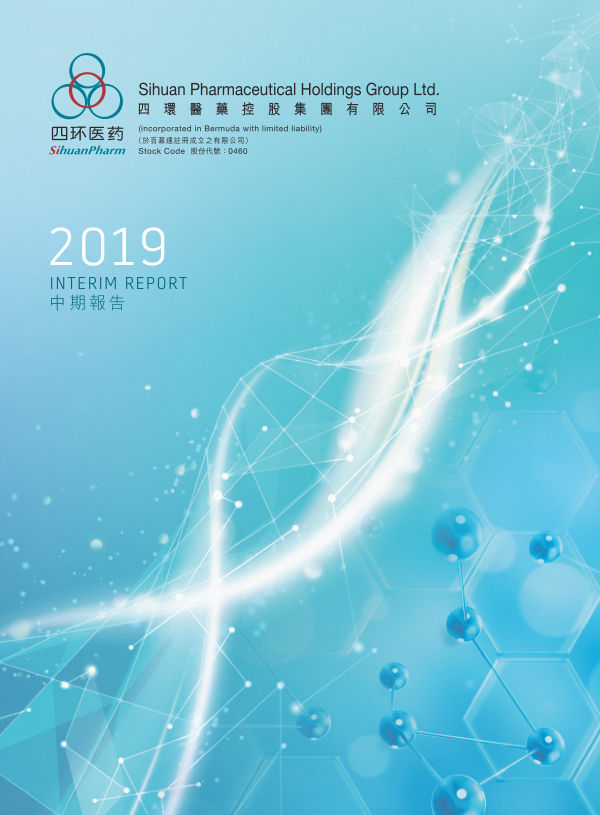 四环医药
SihuanPharm
Sihuan Pharmaceutical Holdings Group Ltd.
四環醫藥控股集團有限公司
(incorporated in Bermuda with limited liability)
(於百慕達註冊成立之有限公司)
Stock Code 股份代號：0460
2019
INTERIM REPORT
中期報告